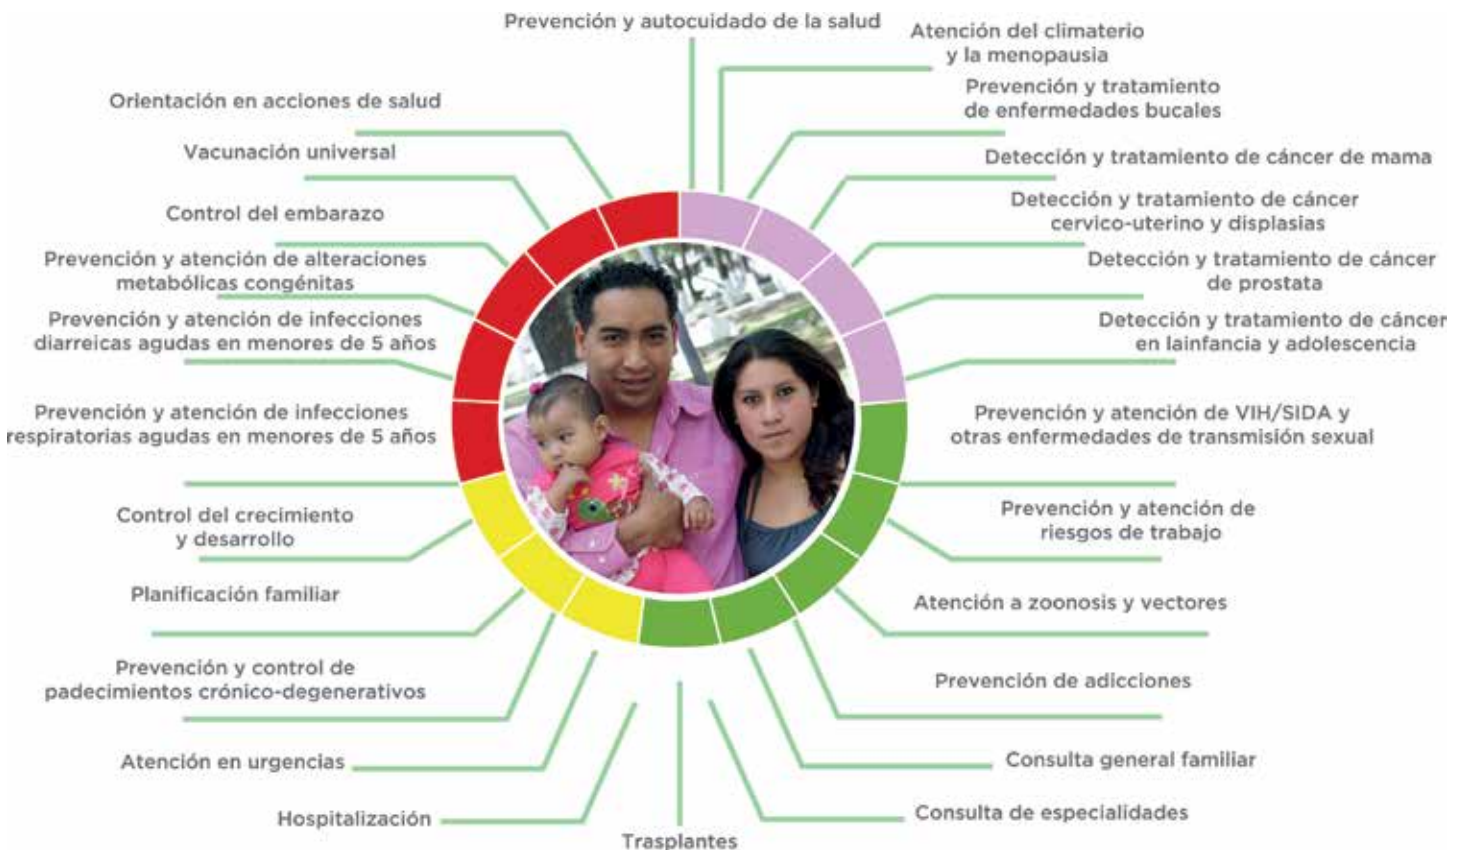 Prevención y autocuidado de la salud
Atención del climaterio
y la menopausia
Prevención y tratamiento
de enfermedades bucales
Detección y tratamiento de cáncer de mama
Detección y tratamiento de cáncer
cervico-uterino y displasias
Detección y tratamiento de cáncer
de prostata
Detección y tratamiento de cáncer
en lainfancia y adolescencia
Prevención y atención de VIH/SIDA y
otras enfermedades de transmisión sexual
Prevención y atención de
riesgos de trabajo
Atención a zoonosis y vectores
Prevención de adicciones
Consulta general familiar
Consulta de especialidades
Trasplantes
Hospitalización
Atención en urgencias
Prevención y control de
padecimientos crónico-degenerativos
Planificación familiar
Control del crecimiento
y desarrollo
Prevención y atención de infecciones
respiratorias agudas en menores de 5 años
Prevención y atención de infecciones
diarreicas agudas en menores de 5 años
Prevención y atención de alteraciones
metabólicas congénitas
Control del embarazo
Vacunación universal
Orientación en acciones de salud